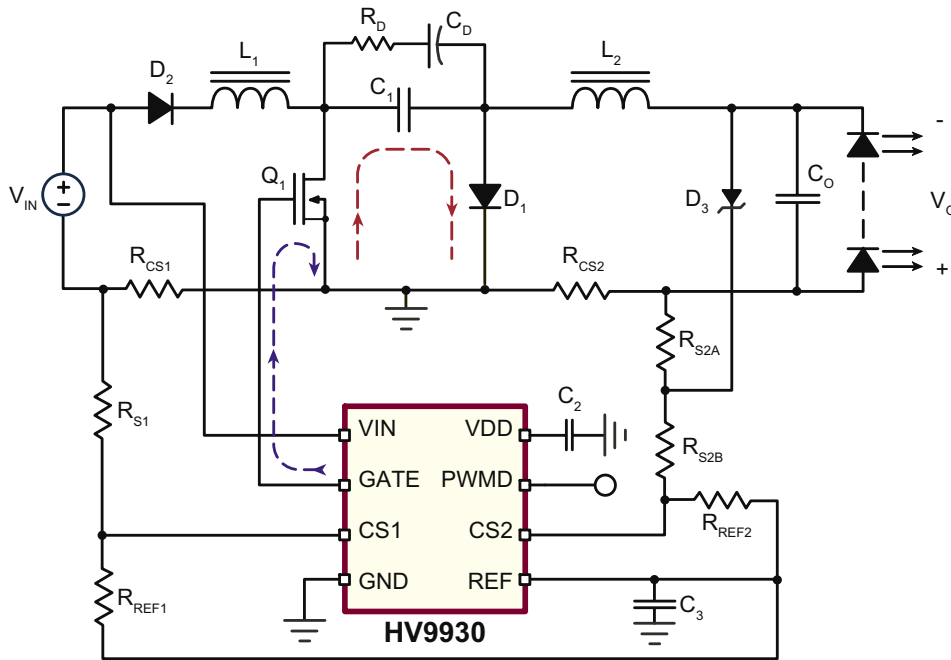 R_D
C_D
L_1
D_2
C_1
L_2
Q_1
D_1
D_3
C_O
-
V_IN
+
−
R_CS1
R_CS2
+
R_S2A
R_S1
C_2
VIN
VDD
R_S2B
GATE
PWMD
CS1
CS2
R_REF2
GND
REF
R_REF1
C_3
HV9930